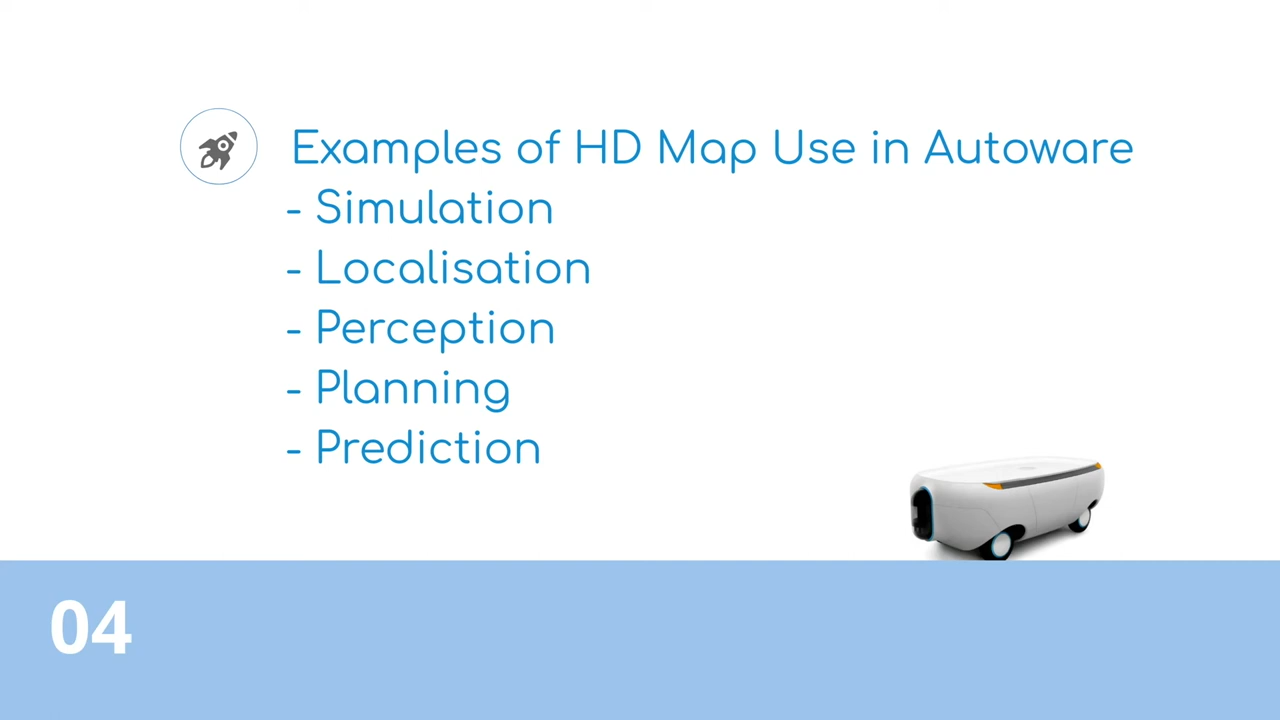 Examples of HD Map Use in Autoware
- Simulation
- Localisation
- Perception
- Planning
- Prediction
04